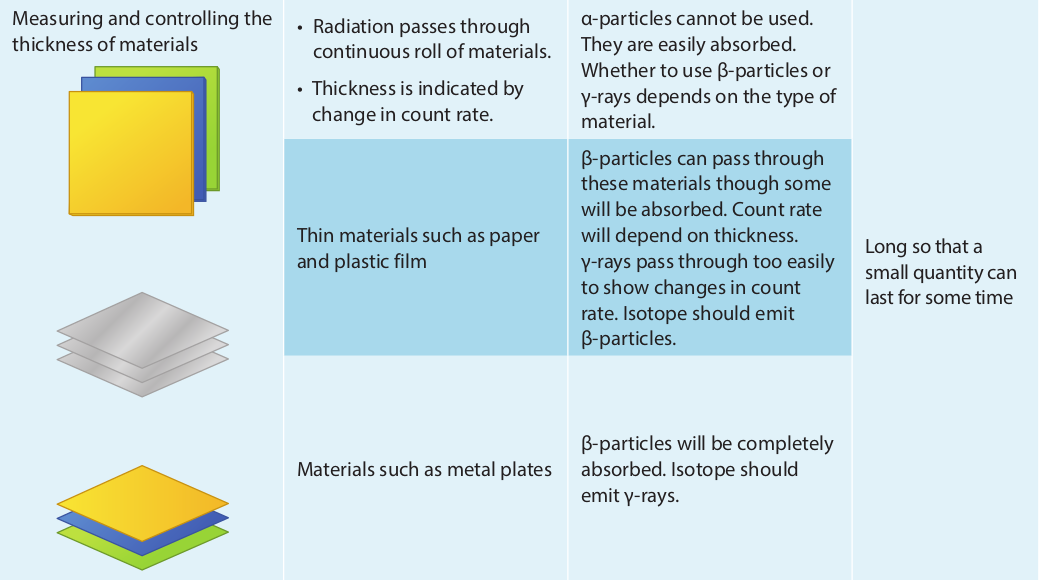 Measuring and controlling the
thickness of materials
• Radiation passes through
continuous roll of materials.
• Thickness is indicated by
change in count rate.
α-particles cannot be used.
They are easily absorbed.
Whether to use β-particles or
γ-rays depends on the type of
material.
Thin materials such as paper
and plastic film
β-particles can pass through
these materials though some
will be absorbed. Count rate
will depend on thickness.
γ-rays pass through too easily
to show changes in count
rate. Isotope should emit
β-particles.
Long so that a
small quantity can
last for some time
Materials such as metal plates
β-particles will be completely
absorbed. Isotope should
emit γ-rays.